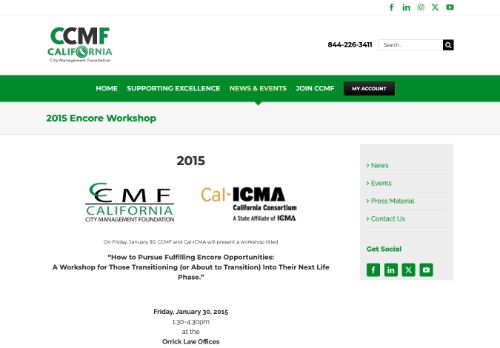 CCMF
CALIFORNIA
City Management Foundation
844-226-3411
Search...
HOME SUPPORTING EXCELLENCE NEWS & EVENTS JOIN CCMF MY ACCOUNT
2015 Encore Workshop
2015
CCMF
CALIFORNIA
CITY MANAGEMENT FOUNDATION
Cal-ICMA
California Consortium
A State Affiliate of ICMA
On Friday, January 30, CCMF and Cal-ICMA will present a workshop titled
"How to Pursue Fulfilling Encore Opportunities:
A Workshop for Those Transitioning (or About to Transition) Into Their Next Life
Phase."
Friday, January 30, 2015
1:30-4:30pm
at the
Orrick Law Offices
> News
> Events
> Press Material
> Contact Us
Get Social